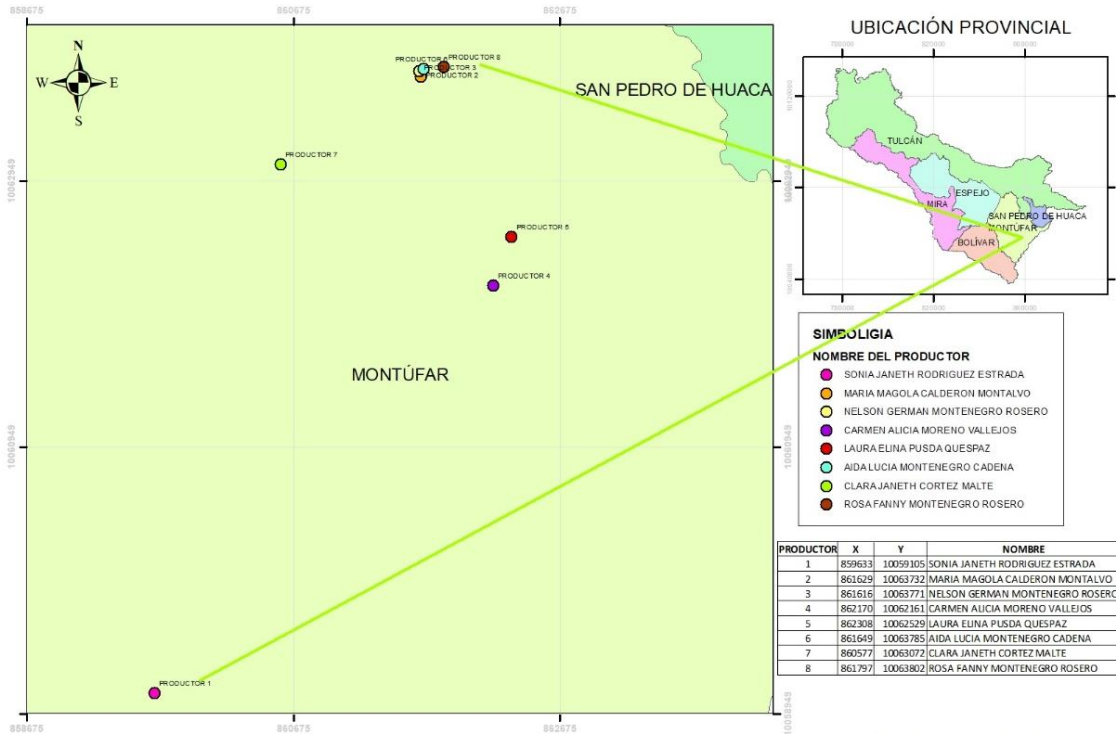 858675
860675
862675
N
W
E
S
PRODUCTOR 8
PRODUCTOR 3
PRODUCTOR 2
SAN PEDRO DE HUACA
PRODUCTOR 7
10062949
PRODUCTOR 4
MONTÚFAR
10060949
PRODUCTOR 1
858675
860675
862675
10058949
UBICACIÓN PROVINCIAL
820000
TULCÁN
ESPEJO
MIRA
SAN PEDRO DE HUACA
MONTÚFAR
BOLÍVAR
820000
SIMBOLIGIA
NOMBRE DEL PRODUCTOR
SONIA JANETH RODRIGUEZ ESTRADA
MARIA MAGOLA CALDERON MONTALVO
NELSON GERMAN MONTENEGRO ROSERO
CARMEN ALICIA MORENO VALLEJOS
LAURA ELINA PUSDA QUESPAZ
AIDA LUCIA MONTENEGRO CADENA
CLARA JANETH CORTEZ MALTE
ROSA FANNY MONTENEGRO ROSERO
PRODUCTOR X Y NOMBRE
1 859633 10059105 SONIA JANETH RODRIGUEZ ESTRADA
2 861629 10063732 MARIA MAGOLA CALDERON MONTALVO
3 861616 10063771 NELSON GERMAN MONTENEGRO ROSERO
4 862170 10062161 CARMEN ALICIA MORENO VALLEJOS
5 862308 10062529 LAURA ELINA PUSDA QUESPAZ
6 861649 10063785 AIDA LUCIA MONTENEGRO CADENA
7 860577 10063072 CLARA JANETH CORTEZ MALTE
8 861797 10063802 ROSA FANNY MONTENEGRO ROSERO